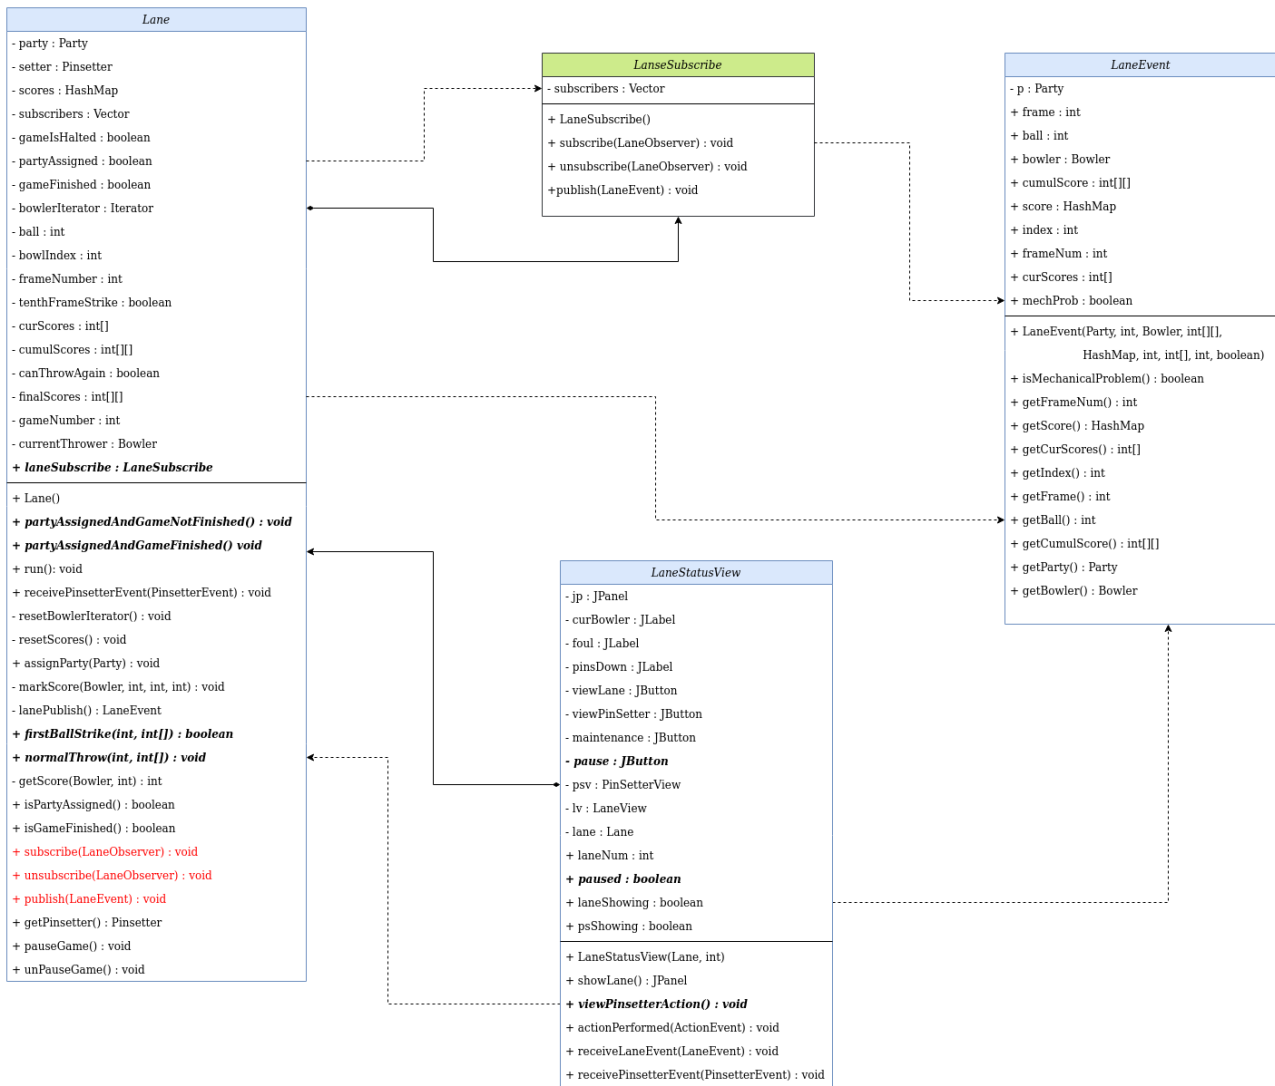 Lane
- party : Party
- setter : Pinsetter
- scores : HashMap
- subscribers : Vector
- gameIsHalted : boolean
- partyAssigned : boolean
- gameFinished : boolean
- bowlerIterator : Iterator
- ball : int
- bowlIndex : int
- frameNumber : int
- tenthFrameStrike : boolean
- curScores : int[]
- cumulScores : int[][]
- canThrowAgain : boolean
- finalScores : int[][]
- gameNumber : int
- currentThrower : Bowler
+ laneSubscribe : LaneSubscribe
+ Lane()
+ partyAssignedAndGameNotFinished() : void
+ partyAssignedAndGameFinished() void
+ run(): void
+ receivePinsetterEvent(PinsetterEvent) : void
- resetBowlerIterator() : void
- resetScores() : void
+ assignParty(Party) : void
- markScore(Bowler, int, int, int) : void
- lanePublish() : LaneEvent
+ firstBallStrike(int, int[]) : boolean
+ normalThrow(int, int[]) : void
- getScore(Bowler, int) : int
+ isPartyAssigned() : boolean
+ isGameFinished() : boolean
+ subscribe(LaneObserver) : void
+ unsubscribe(LaneObserver) : void
+ publish(LaneEvent) : void
+ getPinsetter() : Pinsetter
+ pauseGame() : void
+ unPauseGame() : void
LanseSubscribe
- subscribers : Vector
+ LaneSubscribe()
+ subscribe(LaneObserver) : void
+ unsubscribe(LaneObserver) : void
+publish(LaneEvent) : void
LaneEvent
- p : Party
+ frame : int
+ ball : int
+ bowler : Bowler
+ cumulScore : int[][]
+ score : HashMap
+ index : int
+ frameNum : int
+ curScores : int[]
+ mechProb : boolean
+ LaneEvent(Party, int, Bowler, int[][],
HashMap, int, int[], int, boolean)
+ isMechanicalProblem() : boolean
+ getFrameNum() : int
+ getScore() : HashMap
+ getCurScores() : int[]
+ getIndex() : int
+ getFrame() : int
+ getBall() : int
+ getCumulScore() : int[][]
+ getParty() : Party
+ getBowler() : Bowler
LaneStatusView
- jp : JPanel
- curBowler : JLabel
- foul : JLabel
- pinsDown : JLabel
- viewLane : JButton
- viewPinSetter : JButton
- maintenance : JButton
- pause : JButton
- psv : PinSetterView
- lv : LaneView
- lane : Lane
+ laneNum : int
+ paused : boolean
+ laneShowing : boolean
+ psShowing : boolean
+ LaneStatusView(Lane, int)
+ showLane() : JPanel
+ viewPinsetterAction() : void
+ actionPerformed(ActionEvent) : void
+ receiveLaneEvent(LaneEvent) : void
+ receivePinsetterEvent(PinsetterEvent) : void